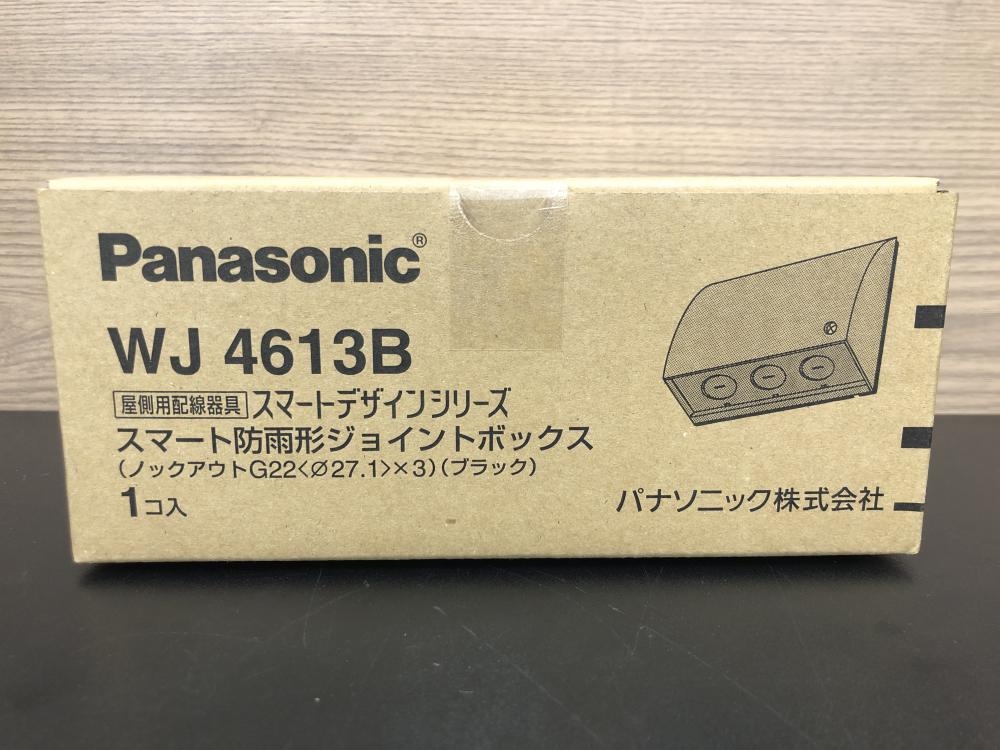 Panasonic®
WJ 4613B
屋側用配線器具 スマートデザインシリーズ
スマート防雨形ジョイントボックス
(ノックアウトG22<Ø27.1>×3)(ブラック)
1コ入
パナソニック株式会社